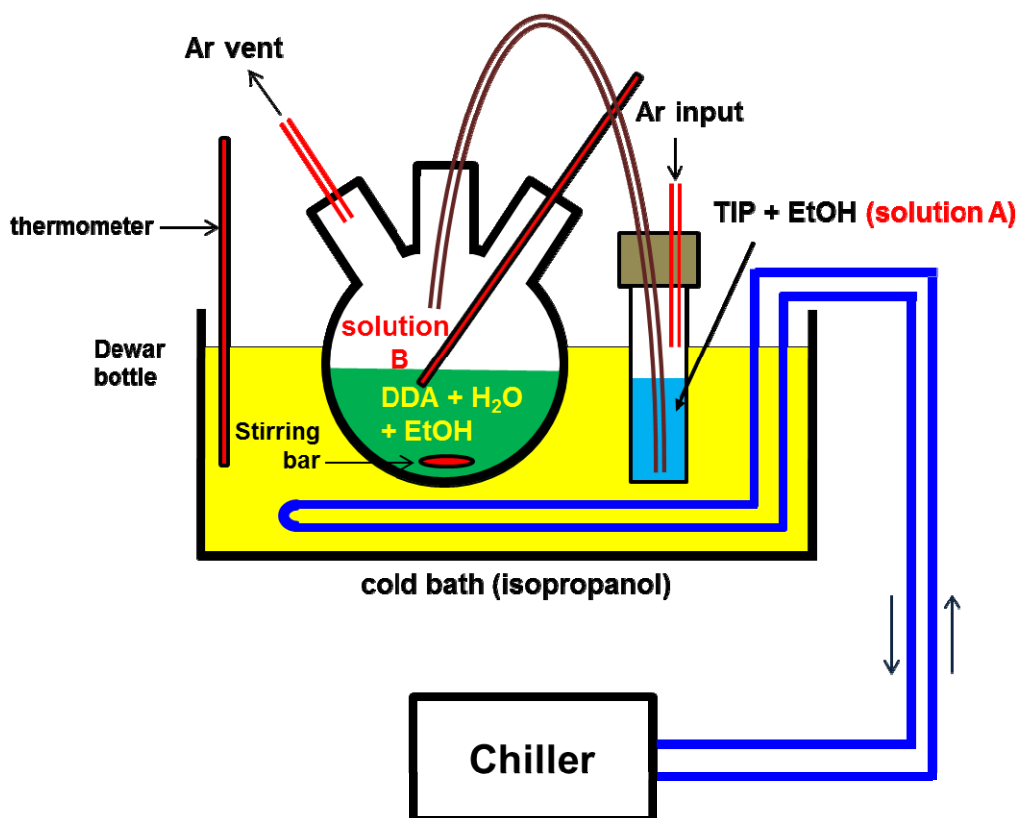 Ar vent
Ar input
TIP + EtOH (solution A)
thermometer
solution
B
Dewar
bottle
DDA + H₂O
+ EtOH
Stirring
bar
cold bath (isopropanol)
Chiller